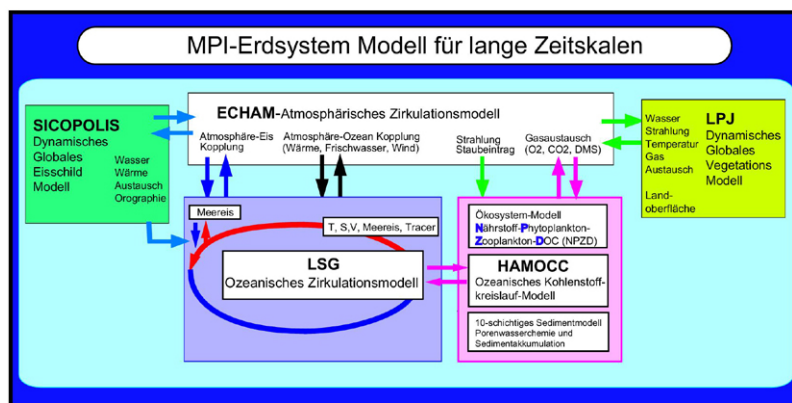 MPI-Erdsystem Modell für lange Zeitskalen
ECHAM-Atmosphärisches Zirkulationsmodell
Atmosphäre-Eis
Kopplung
Atmosphäre-Ozean Kopplung
(Wärme, Frischwasser, Wind)
Strahlung
Staubeintrag
Gasaustausch
(O2, CO2, DMS)
SICOPOLIS
Dynamisches
Globales
Eisschild
Modell
Wasser
Wärme
Austausch
Orographie
Wasser
Strahlung
Temperatur
Gas
Austausch
Land-
oberfläche
LPJ
Dynamisches
Globales
Vegetations
Modell
Meereis
T, S,V, Meereis, Tracer
LSG
Ozeanisches Zirkulationsmodell
Ökosystem-Modell
Nährstoff-Phytoplankton-
Zooplankton-DOC (NPZD)
HAMOCC
Ozeanisches Kohlenstoff-
kreislauf-Modell
10-schichtiges Sedimentmodell
Porenwasserchemie und
Sedimentakkumulation